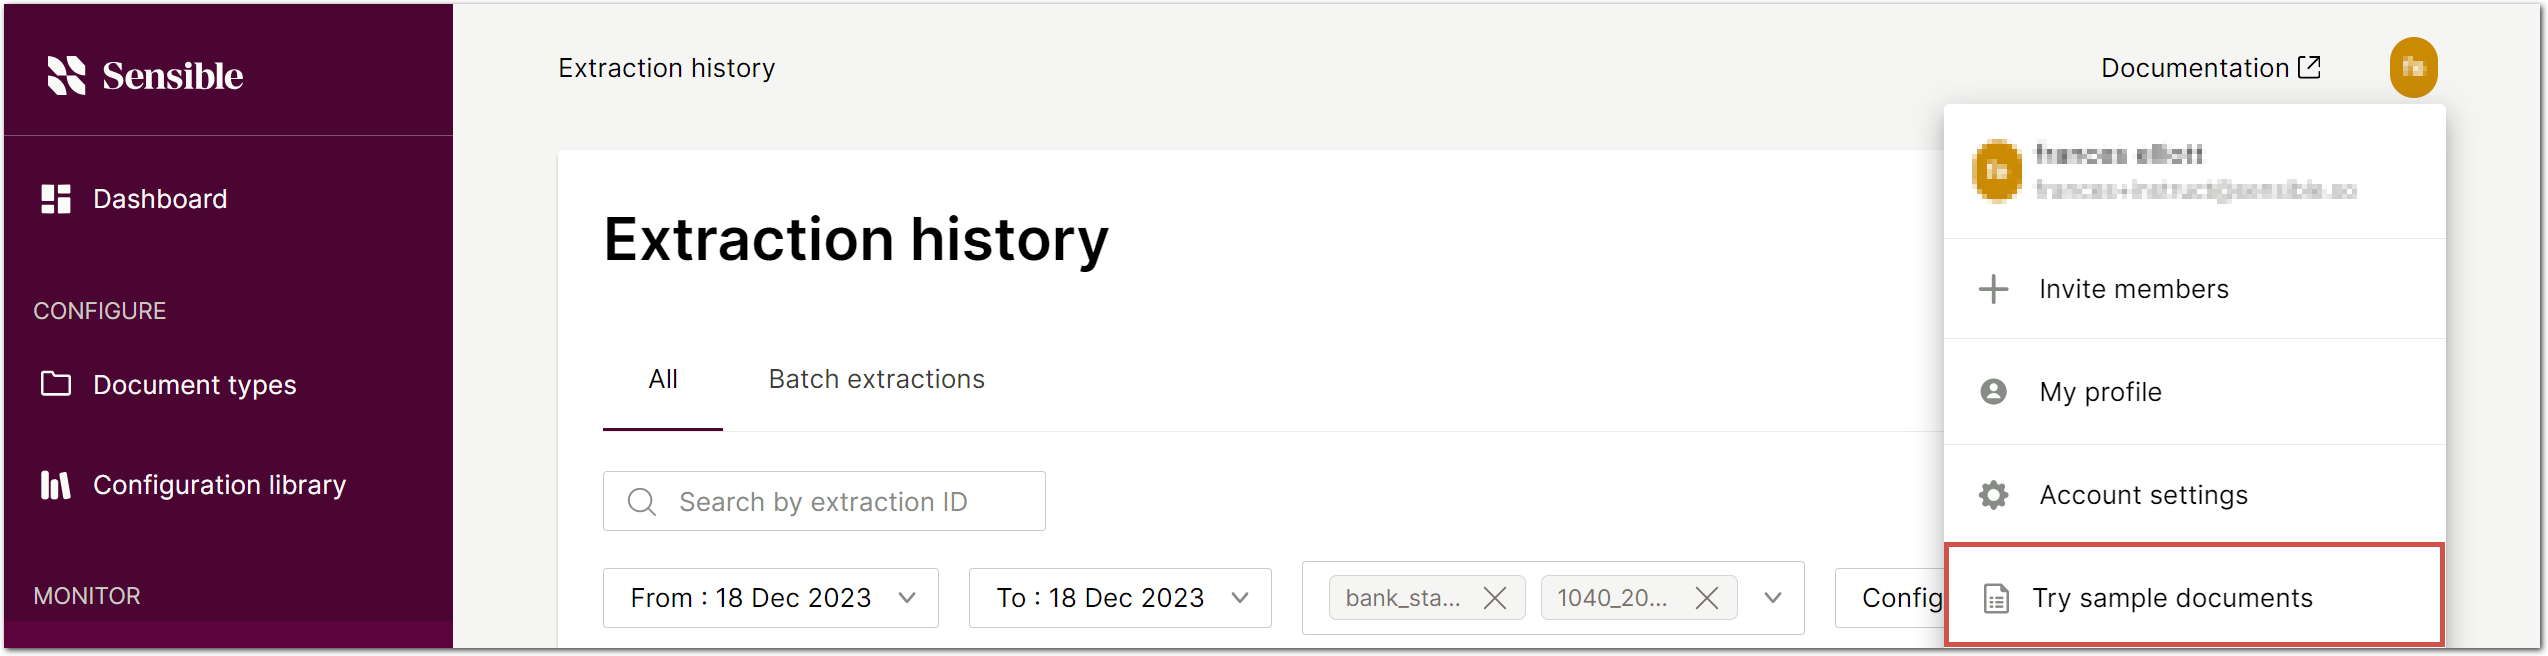 Sensible
Dashboard
CONFIGURE
Document types
Configuration library
MONITOR
Extraction history
Documentation
Extraction history
All
Batch extractions
Search by extraction ID
From : 18 Dec 2023
To : 18 Dec 2023
bank_sta...
1040_20...
Config
Invite members
My profile
Account settings
Try sample documents